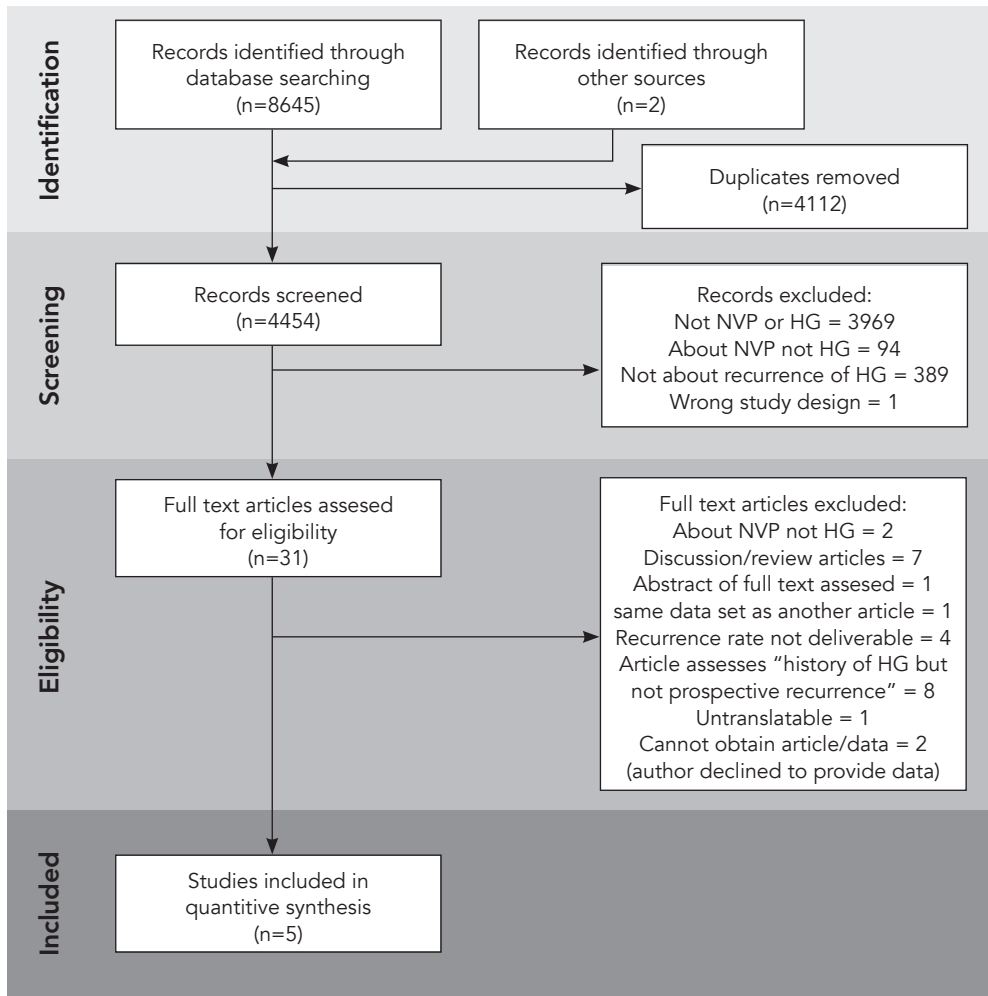 Identification
Records identified through
database searching
(n=8645)
Records identified through
other sources
(n=2)
Duplicates removed
(n=4112)
Screening
Records screened
(n=4454)
Records excluded:
Not NVP or HG = 3969
About NVP not HG = 94
Not about recurrence of HG = 389
Wrong study design = 1
Eligibility
Full text articles assesed
for eligibility
(n=31)
Full text articles excluded:
About NVP not HG = 2
Discussion/review articles = 7
Abstract of full text assesed = 1
same data set as another article = 1
Recurrence rate not deliverable = 4
Article assesses “history of HG but
not prospective recurrence” = 8
Untranslatable = 1
Cannot obtain article/data = 2
(author declined to provide data)
Included
Studies included in
quantitive synthesis
(n=5)